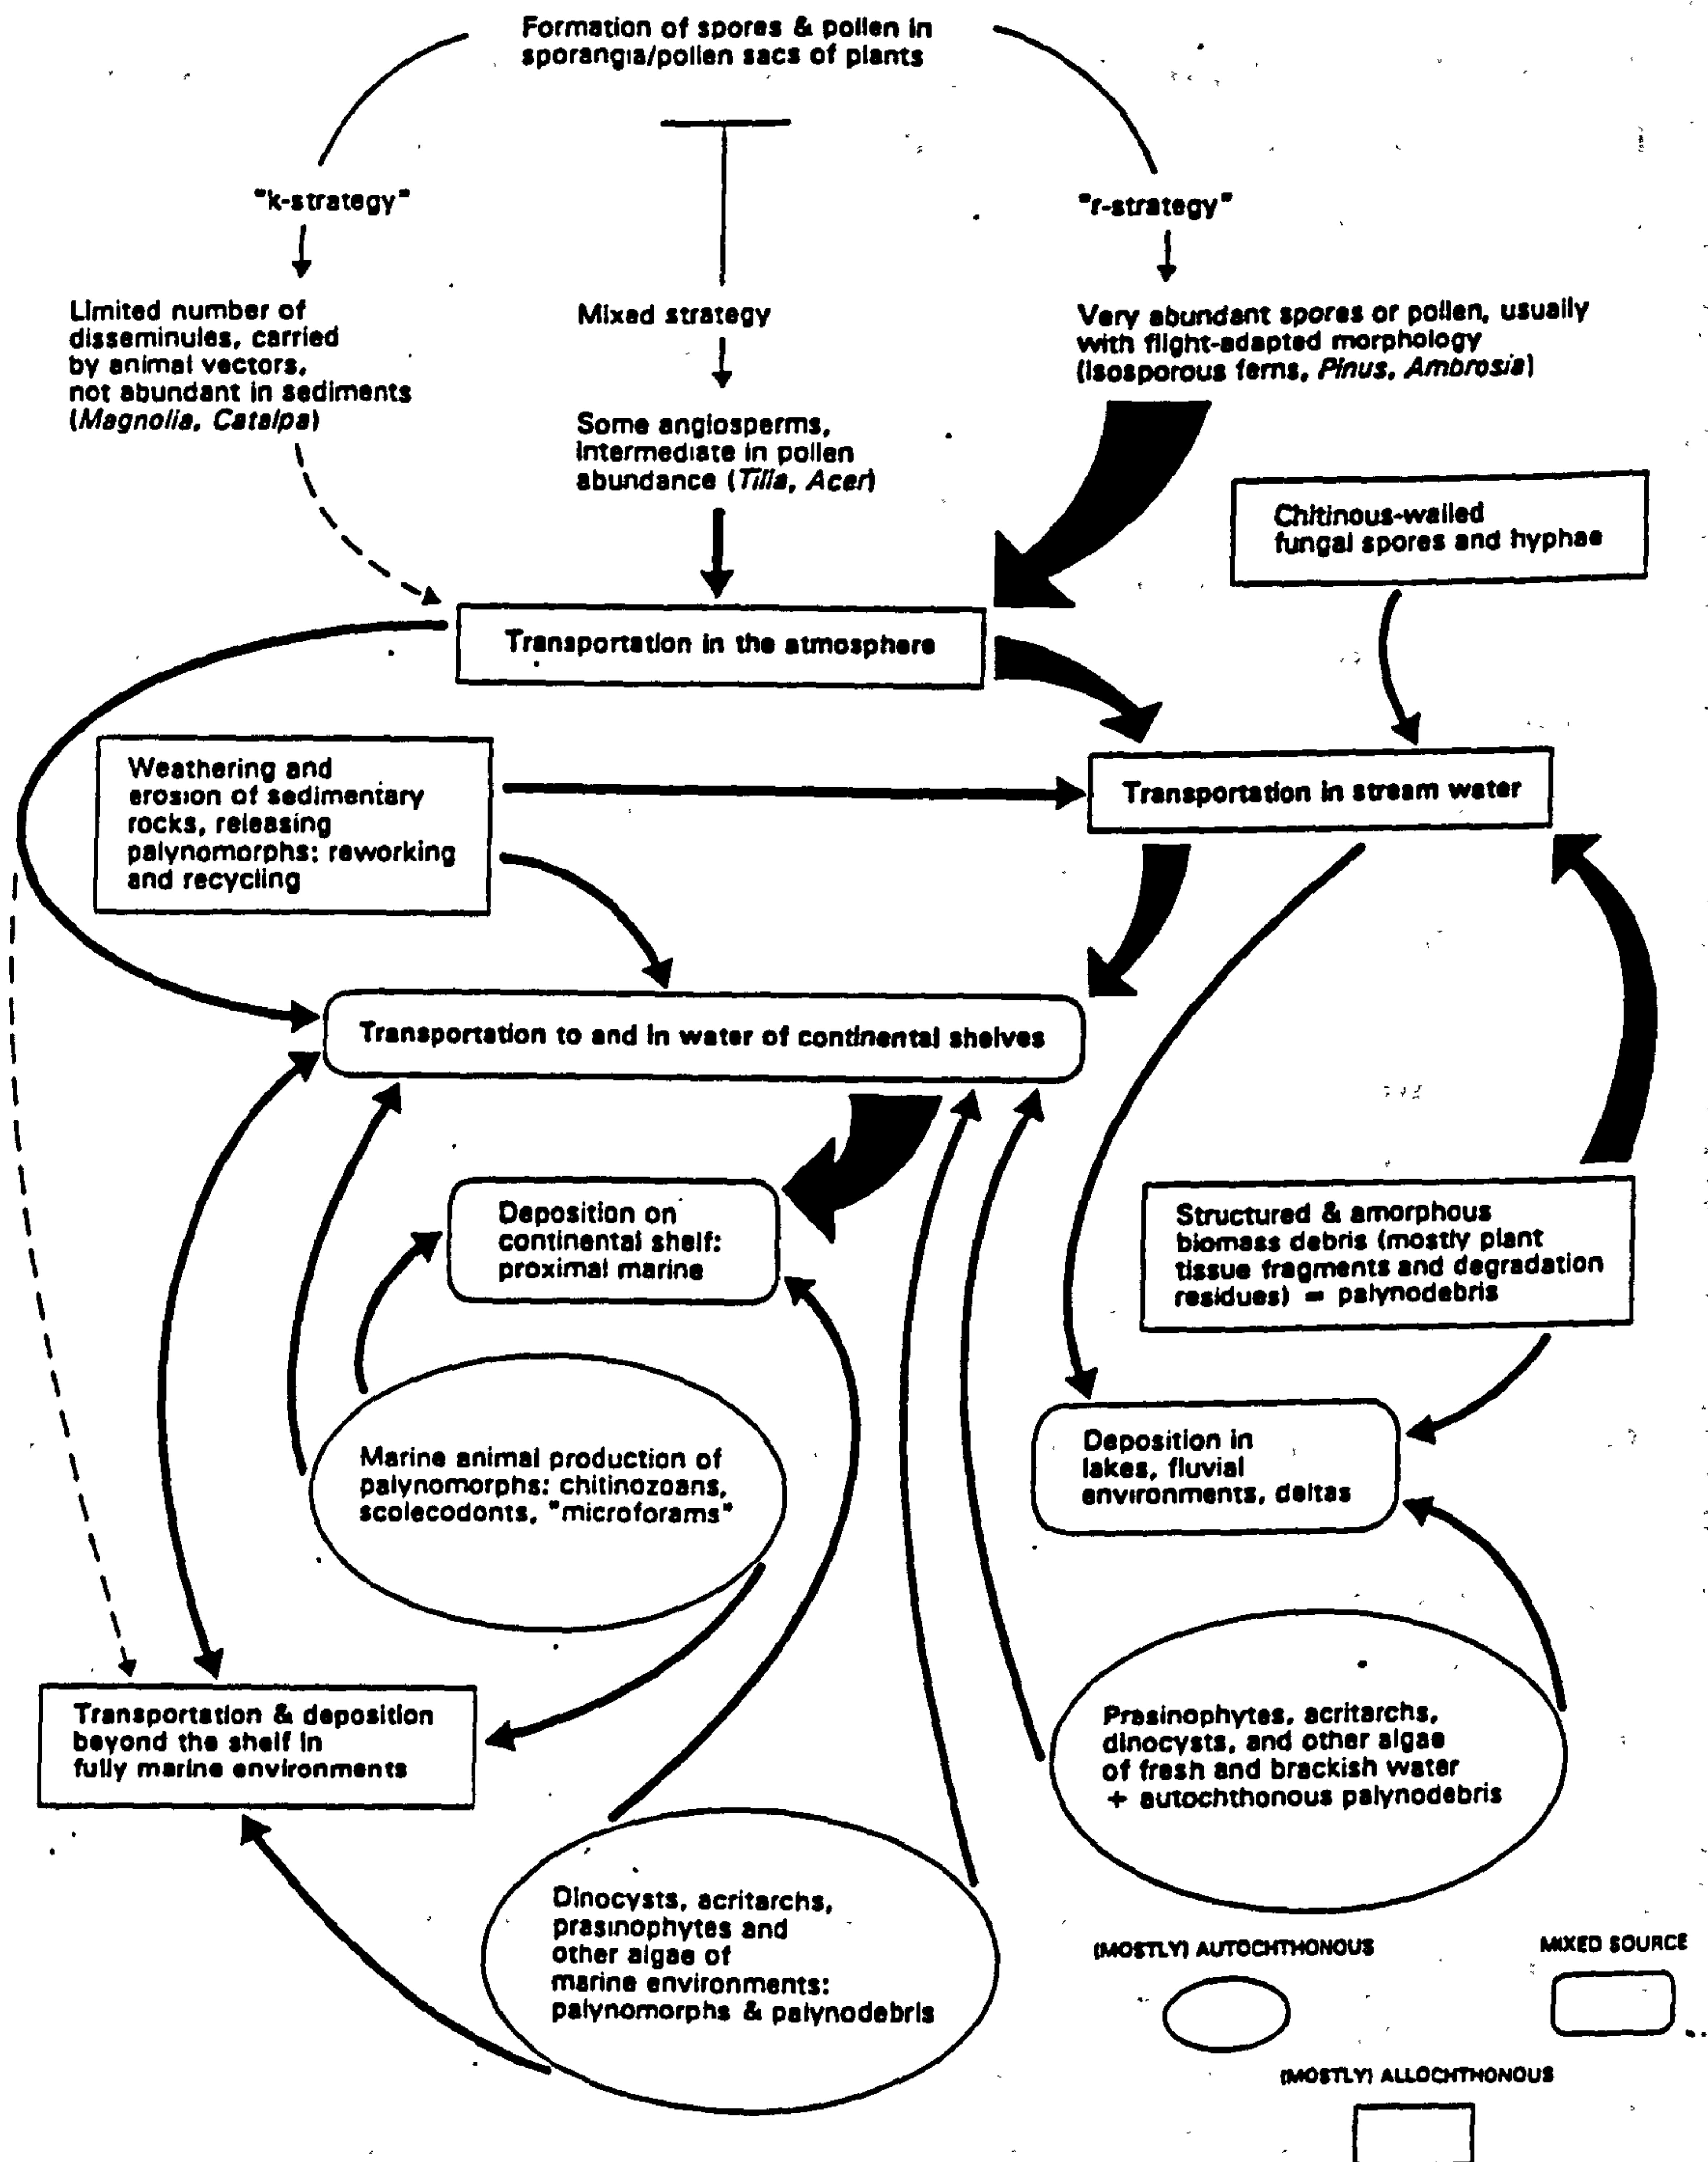 Formation of spores & pollen in
sporangia/pollen sacs of plants
"k-strategy"
"r-strategy"
Limited number of
disseminules, carried
by animal vectors,
not abundant in sediments
(Magnolia, Catalpa)
Mixed strategy
Very abundant spores or pollen, usually
with flight-adapted morphology
(isosporous ferns, Pinus, Ambrosia)
Some angiosperms,
intermediate in pollen
abundance (Tilia, Acer)
Chitinous-walled
fungal spores and hyphae
Transportation in the atmosphere
Weathering and
erosion of sedimentary
rocks, releasing
palynomorphs: reworking
and recycling
Transportation in stream water
Transportation to and in water of continental shelves
Deposition on
continental shelf:
proximal marine
Structured & amorphous
biomass debris (mostly plant
tissue fragments and degradation
residues) = palynodebris
Marine animal production of
palynomorphs: chitinozoans,
scolecodonts, "microforams"
Deposition in
lakes, fluvial
environments, deltas
Transportation & deposition
beyond the shelf in
fully marine environments
Prasinophytes, acritarchs,
dinocysts, and other algae
of fresh and brackish water
+ autochthonous palynodebris
Dinocysts, acritarchs,
prasinophytes and
other algae of
marine environments:
palynomorphs & palynodebris
(MOSTLY) AUTOCHTHONOUS
MIXED SOURCE
(MOSTLY) ALLOCHTHONOUS